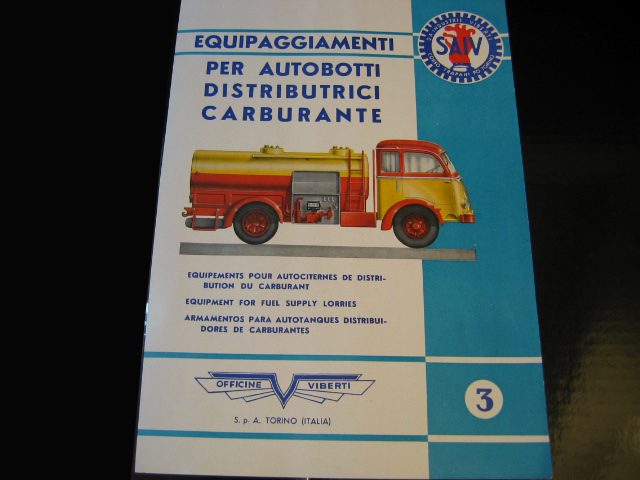 EQUIPAGGIAMENTI
PER AUTOBOTTI
DISTRIBUTRICI
CARBURANTE
SAIV
EQUIPEMENTS POUR AUTOCITERNES DE DISTRI-
BUTION DU CARBURANT
EQUIPMENT FOR FUEL SUPPLY LORRIES
ARMAMENTOS PARA AUTOTANQUES DISTRIBUI-
DORES DE CARBURANTES
OFFICINE V VIBERTI
S. p. A. TORINO (ITALIA)
3